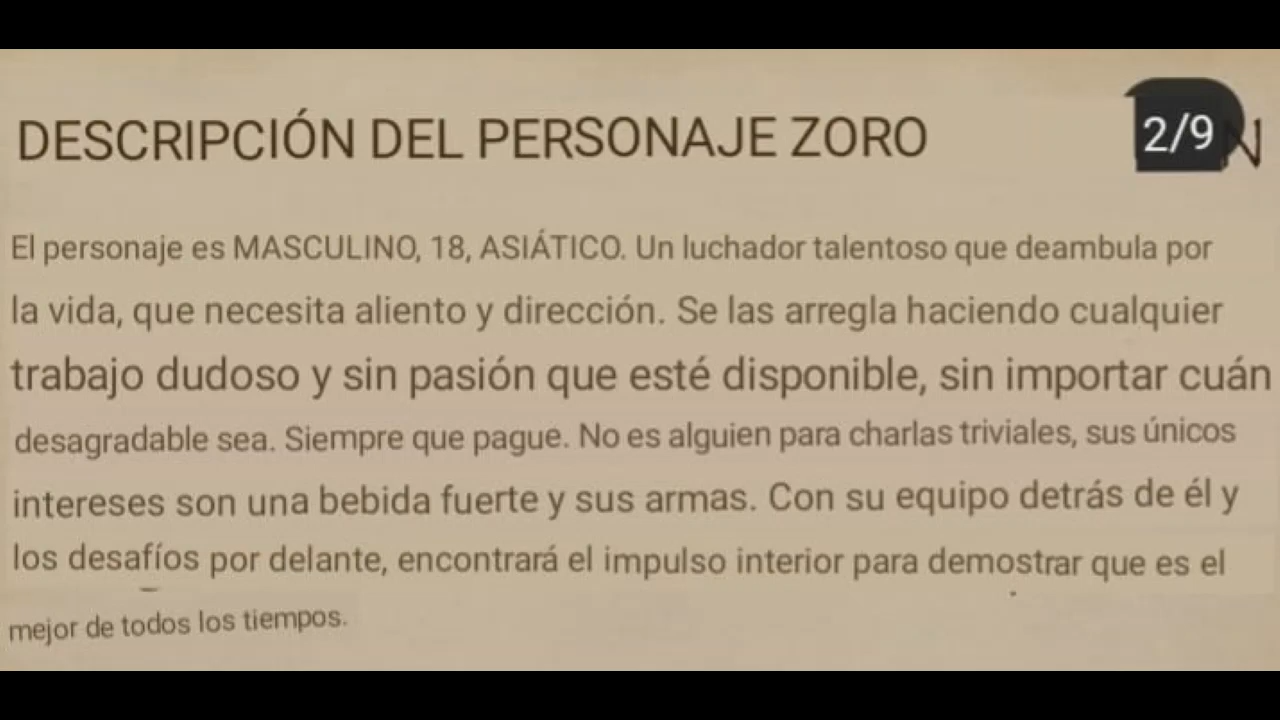 DESCRIPCIÓN DEL PERSONAJE ZORO
2/9
N
El personaje es MASCULINO, 18, ASIÁTICO. Un luchador talentoso que deambula por
la vida, que necesita aliento y dirección. Se las arregla haciendo cualquier
trabajo dudoso y sin pasión que esté disponible, sin importar cuán
desagradable sea. Siempre que pague. No es alguien para charlas triviales, sus únicos
intereses son una bebida fuerte y sus armas. Con su equipo detrás de él y
los desafíos por delante, encontrará el impulso interior para demostrar que es el
mejor de todos los tiempos.